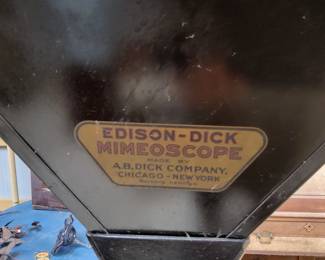 EDISON-DICK
MIMEOSCOPE
MADE BY
A.B. DICK COMPANY,
CHICAGO - NEW YORK